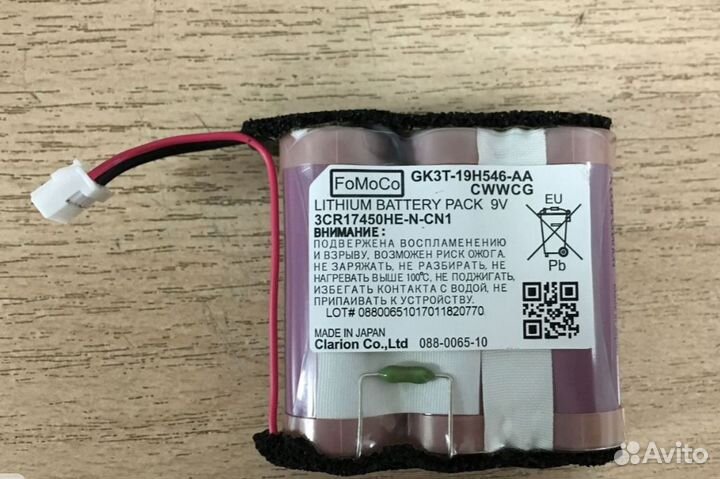 FoMoCo
GK3T-19H546-AA
CWWCG
LITHIUM BATTERY PACK 9V
3CR17450HE-N-CN1
ВНИМАНИЕ:
ПОДВЕРЖЕНА ВОСПЛАМЕНЕНИЮ
И ВЗРЫВУ, ВОЗМОЖЕН РИСК ОЖОГА.
НЕ ЗАРЯЖАТЬ, НЕ РАЗБИРАТЬ, НЕ
НАГРЕВАТЬ ВЫШЕ 100℃, НЕ ПОДЖИГАТЬ,
ИЗБЕГАТЬ КОНТАКТА С ВОДОЙ, НЕ
ПРИПАИВАТЬ К УСТРОЙСТВУ.
LOT# 08800651017011820770
MADE IN JAPAN
Clarion Co.,Ltd 088-0065-10
EU
Pb
Avito